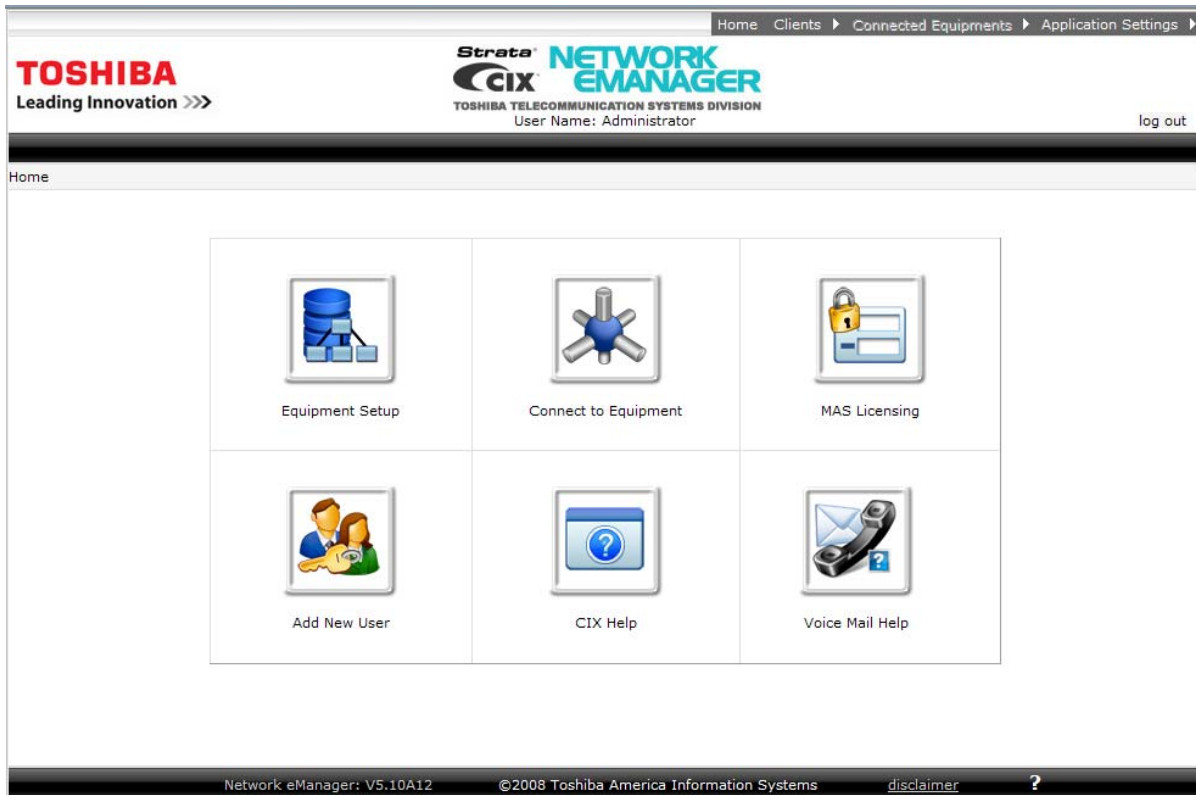 Home Clients Connected Equipments Application Settings
TOSHIBA
Leading Innovation >>>
Strata
CIX
NETWORK
EMANAGER
TOSHIBA TELECOMMUNICATION SYSTEMS DIVISION
User Name: Administrator
log out
Home
Equipment Setup
Connect to Equipment
MAS Licensing
Add New User
CIX Help
Voice Mail Help
Network eManager: V5.10A12 ©2008 Toshiba America Information Systems disclaimer ?